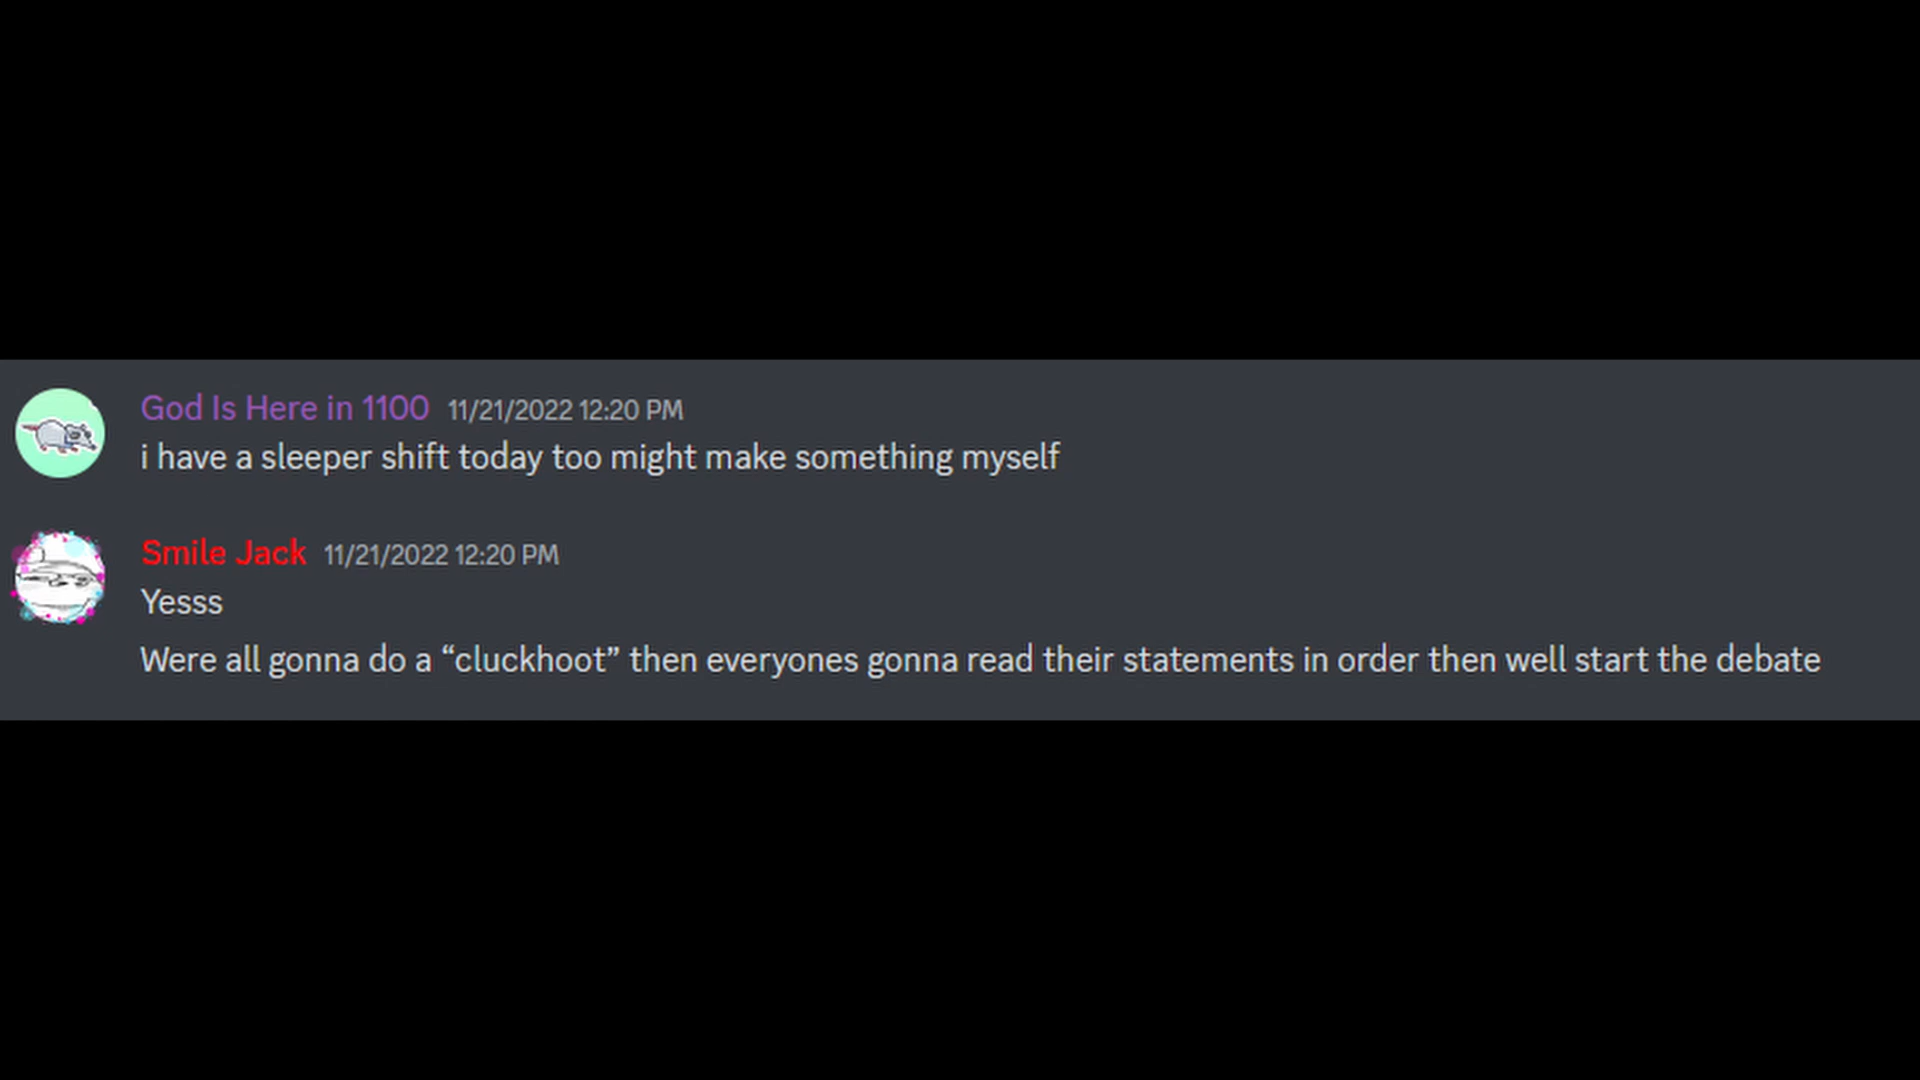 God Is Here in 1100 11/21/2022 12:20 PM
i have a sleeper shift today too might make something myself
Smile Jack 11/21/2022 12:20 PM
Yesss
Were all gonna do a “cluckhoot” then everyones gonna read their statements in order then well start the debate